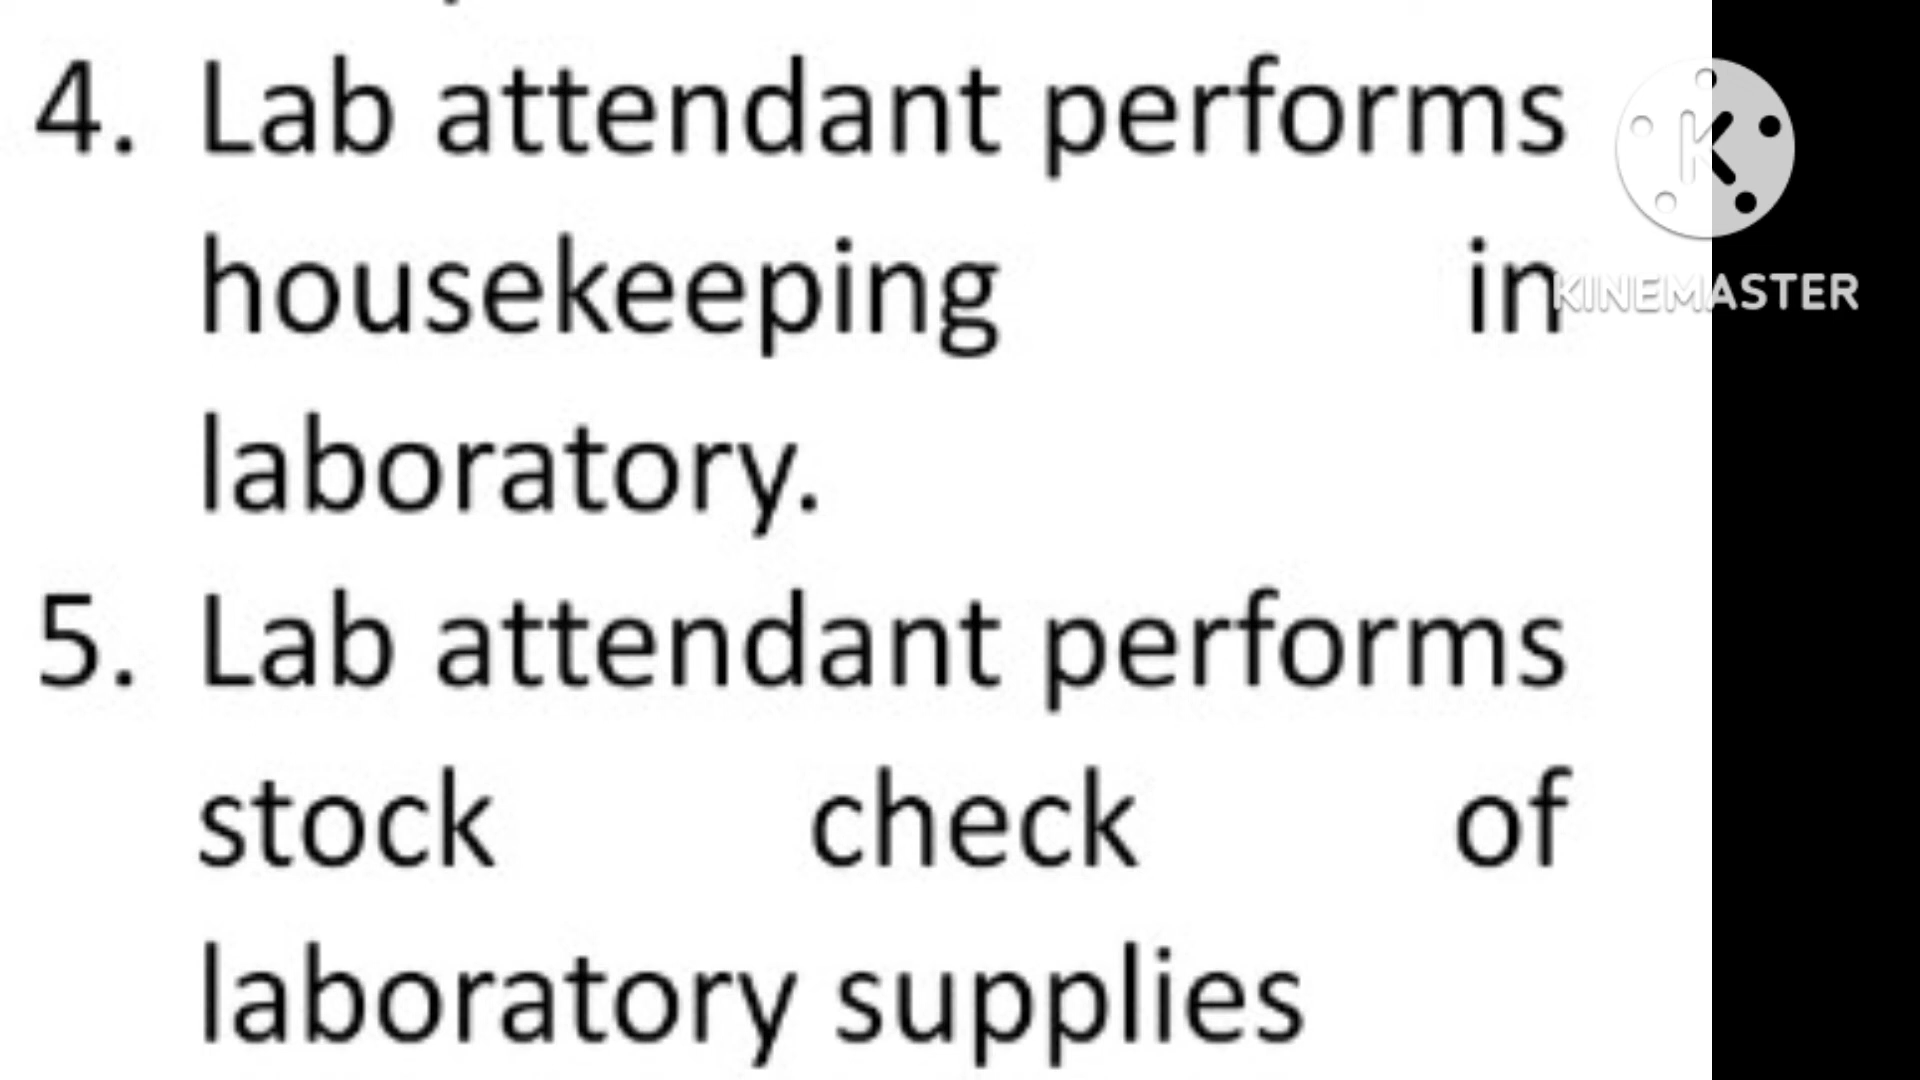 4. Lab attendant performs
housekeeping in
laboratory.
5. Lab attendant performs
stock check of
laboratory supplies
KINEMASTER